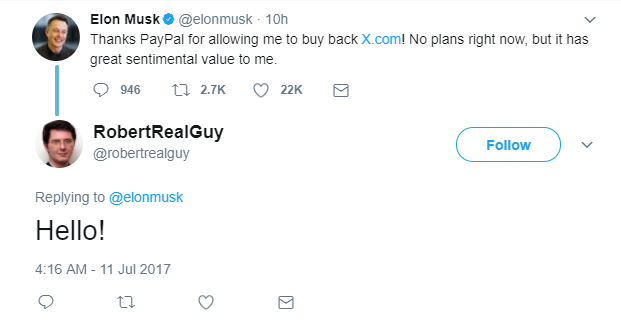 Elon Musk @elonmusk · 10h
Thanks PayPal for allowing me to buy back X.com! No plans right now, but it has
great sentimental value to me.
946 2.7K 22K
RobertRealGuy
@robertrealguy
Follow
Replying to @elonmusk
Hello!
4:16 AM - 11 Jul 2017